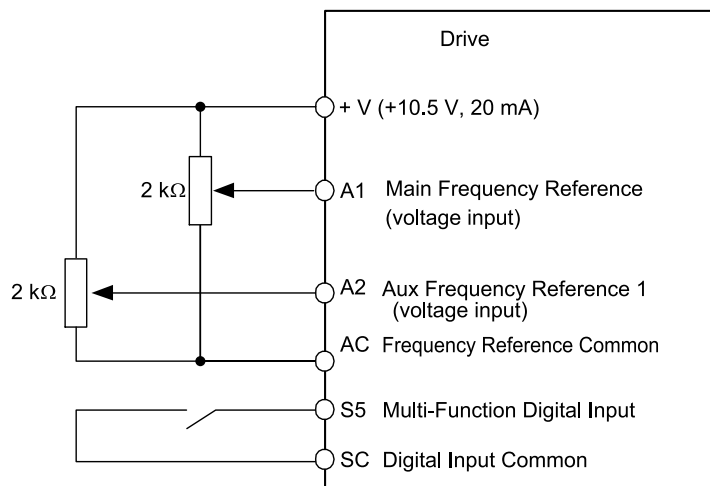 Drive
+ V (+10.5 V, 20 mA)
2 kΩ
A1 Main Frequency Reference
(voltage input)
2 kΩ
A2 Aux Frequency Reference 1
(voltage input)
AC Frequency Reference Common
S5 Multi-Function Digital Input
SC Digital Input Common